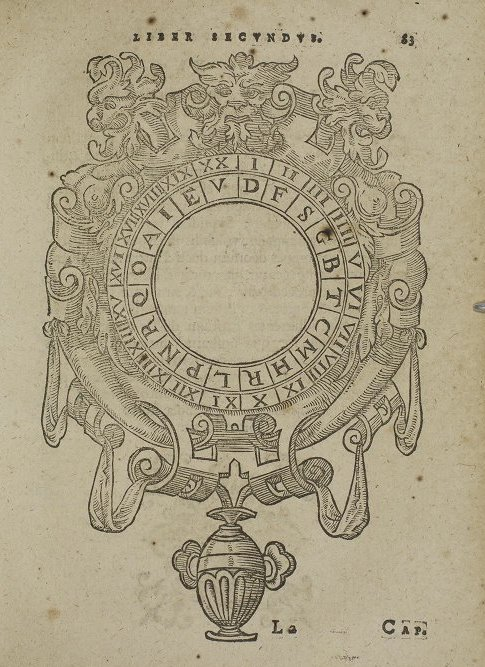 LIBER SECVNDVS. 83
I II III IIII V VI VII VIII IX X XI XII XIII XIIII XV XVI XVII XVIII XIX XX
D F S G B T C M H R L P N R Q O A I E V
L 2 CAP.